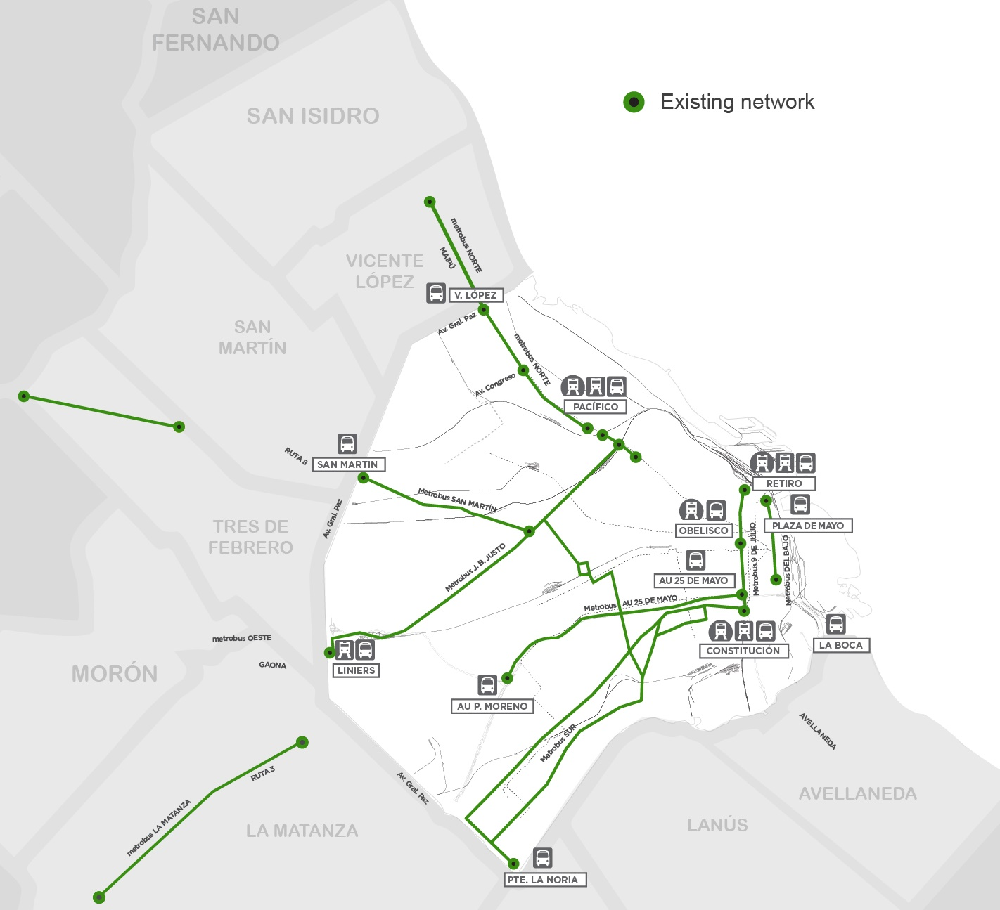 SAN
FERNANDO
SAN ISIDRO
Existing network
metrobus NORTE
MAIPÚ
VICENTE
LÓPEZ
V. LÓPEZ
Av. Gral. Paz
SAN
MARTÍN
metrobus NORTE
Av. Congreso
PACÍFICO
RUTA 8
SAN MARTIN
RETIRO
Metrobus SAN MARTÍN
Av. Gral. Paz
PLAZA DE MAYO
OBELISCO
TRES DE
FEBRERO
Metrobus 9 DE JULIO
Metrobus DEL BAJO
Metrobus J. B. JUSTO
AU 25 DE MAYO
Metrobus AU 25 DE MAYO
metrobus OESTE
GAONA
LA BOCA
CONSTITUCIÓN
MORÓN
LINIERS
AU P. MORENO
Metrobus SUR
AVELLANEDA
RUTA 3
Av. Gral. Paz
metrobus LA MATANZA
LA MATANZA
AVELLANEDA
LANÚS
PTE. LA NORIA